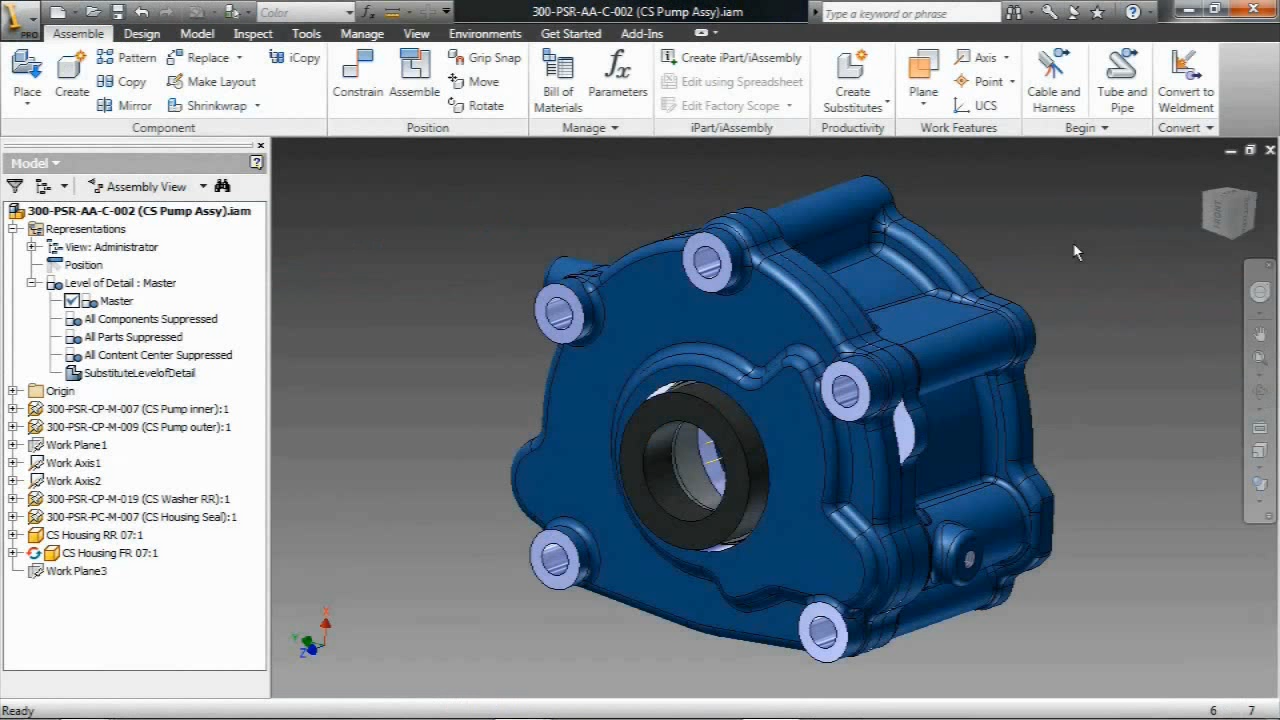 PRO
Color
300-PSR-AA-C-002 (CS Pump Assy).iam
Type a keyword or phrase
Assemble Design Model Inspect Tools Manage View Environments Get Started Add-Ins
Place
Create
Pattern
Copy
Mirror
Replace
Make Layout
Shrinkwrap
iCopy
Component
Constrain
Assemble
Grip Snap
Move
Rotate
Position
Bill of
Materials
Parameters
Manage
Create iPart/iAssembly
Edit using Spreadsheet
Edit Factory Scope
iPart/iAssembly
Create
Substitutes
Productivity
Plane
Axis
Point
UCS
Work Features
Cable and
Harness
Tube and
Pipe
Begin
Convert to
Weldment
Convert
Model
Assembly View
300-PSR-AA-C-002 (CS Pump Assy).iam
Representations
View: Administrator
Position
Level of Detail : Master
Master
All Components Suppressed
All Parts Suppressed
All Content Center Suppressed
SubstituteLevelofDetail
Origin
300-PSR-CP-M-007 (CS Pump inner):1
300-PSR-CP-M-009 (CS Pump outer):1
Work Plane1
Work Axis1
Work Axis2
300-PSR-CP-M-019 (CS Washer RR):1
300-PSR-PC-M-007 (CS Housing Seal):1
CS Housing RR 07:1
CS Housing FR 07:1
Work Plane3
FRONT
X
Y
Z
Ready
6 7